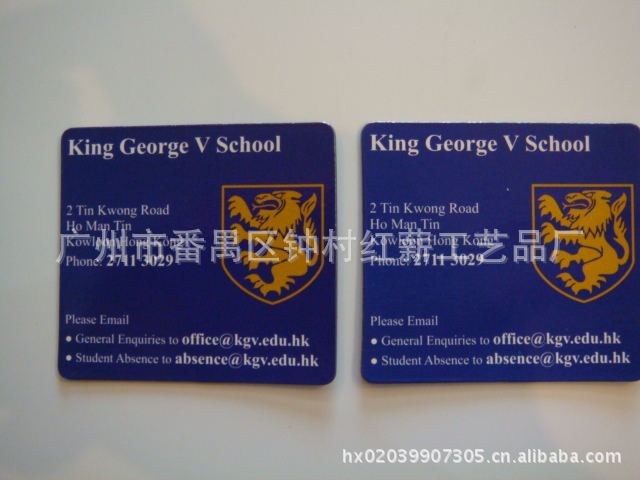 King George V School
2 Tin Kwong Road
Ho Man Tin
Kowloon Hong Kong
Phone: 2711 3029
Please Email
● General Enquiries to office@kgv.edu.hk
● Student Absence to absence@kgv.edu.hk
King George V School
2 Tin Kwong Road
Ho Man Tin
Kowloon Hong Kong
Phone: 2711 3029
Please Email
● General Enquiries to office@kgv.edu.hk
● Student Absence to absence@kgv.edu.hk
广州市番禺区钟村红薪工艺品厂
hx02039907305.cn.alibaba.com